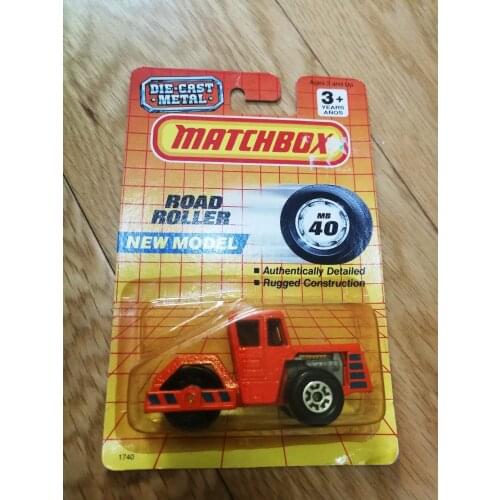 DIE-CAST
METAL
Ages 3 and Up
3+
YEARS
AÑOS
MATCHBOX
ROAD
ROLLER
NEW MODEL
MB
40
■ Authentically Detailed
■ Rugged Construction
1740